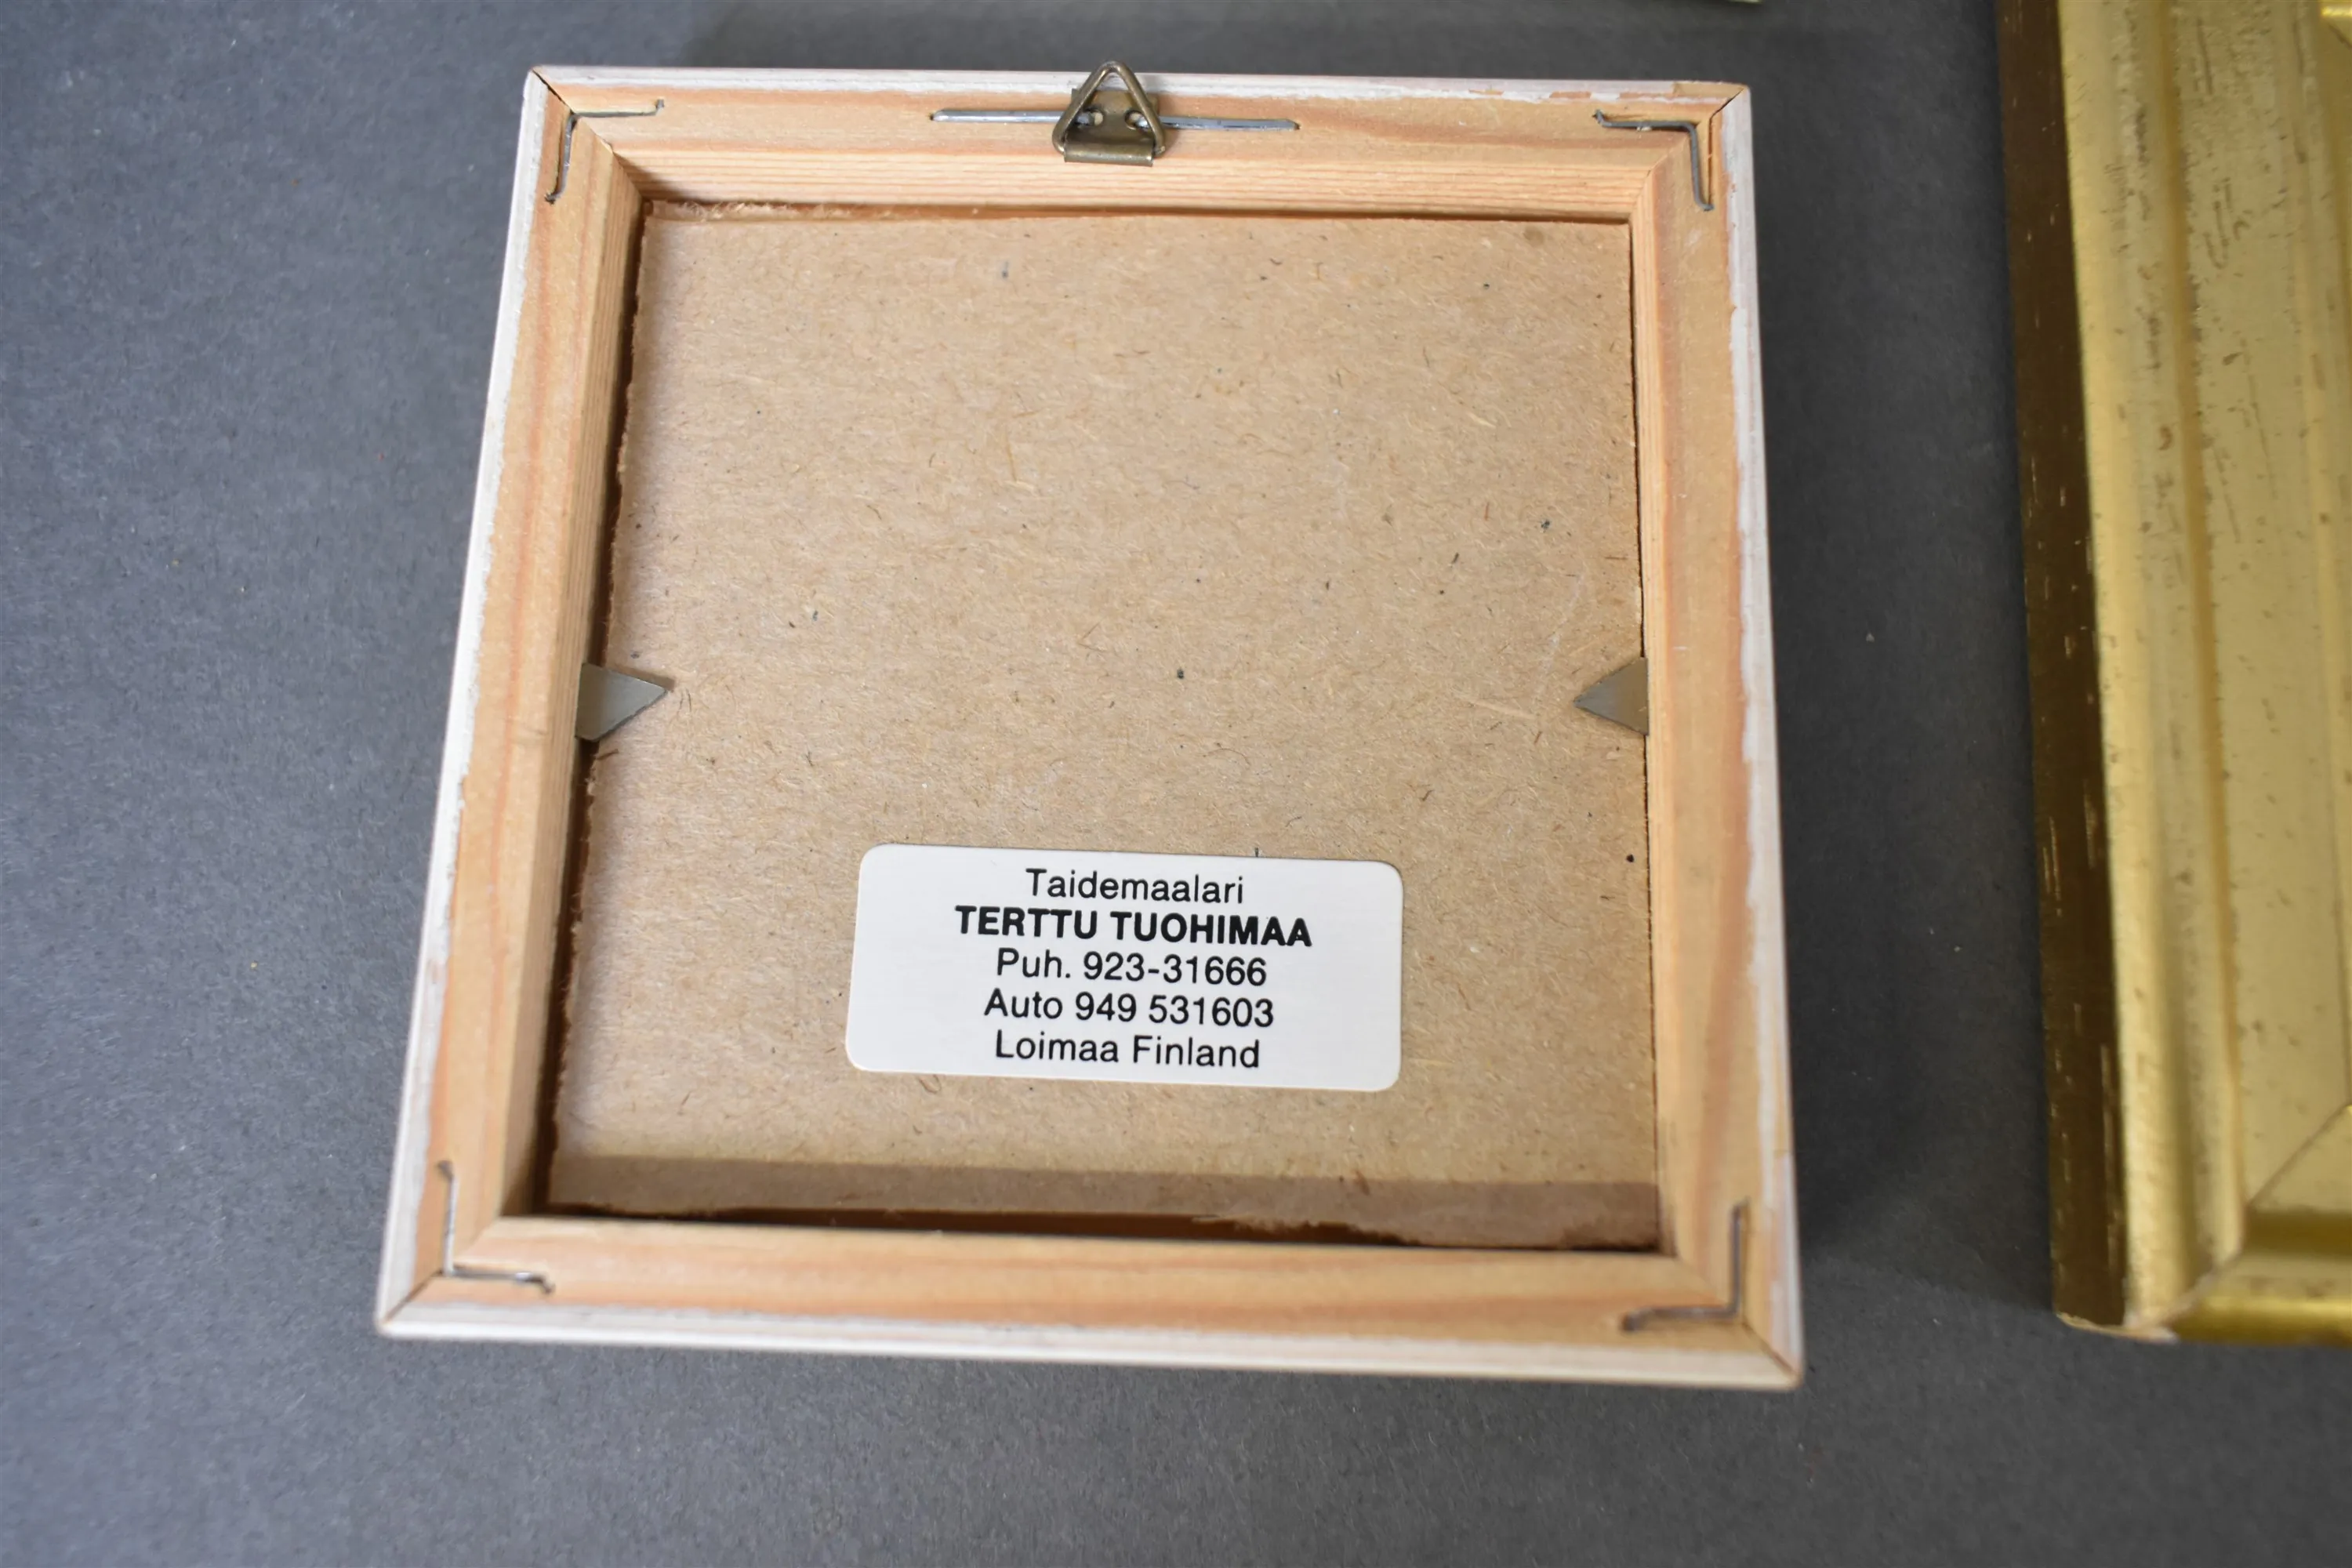 Taidemaalari
TERTTU TUOHIMAA
Puh. 923-31666
Auto 949 531603
Loimaa Finland